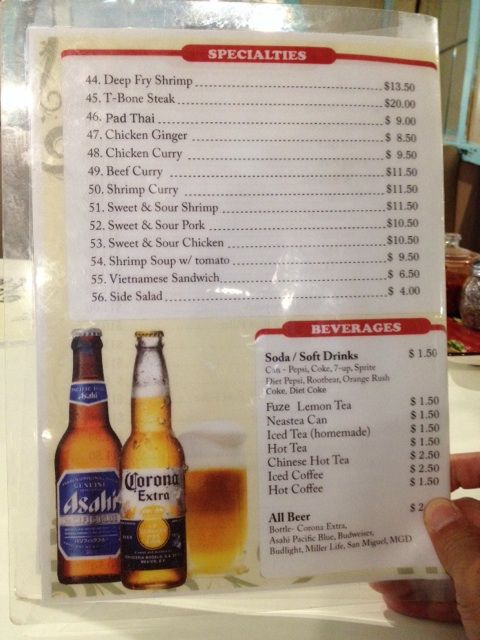 SPECIALTIES
44. Deep Fry Shrimp $13.50
45. T-Bone Steak $20.00
46. Pad Thai $ 9.00
47. Chicken Ginger $ 8.50
48. Chicken Curry $ 9.50
49. Beef Curry $11.50
50. Shrimp Curry $11.50
51. Sweet & Sour Shrimp $11.50
52. Sweet & Sour Pork $10.50
53. Sweet & Sour Chicken $10.50
54. Shrimp Soup w/ tomato $ 9.50
55. Vietnamese Sandwich $ 6.50
56. Side Salad $ 4.00
BEVERAGES
Soda / Soft Drinks $ 1.50
Can - Pepsi, Coke, 7-up, Sprite
Diet Pepsi, Rootbear, Orange Rush
Coke, Diet Coke
Fuze Lemon Tea $ 1.50
Neastea Can $ 1.50
Iced Tea (homemade) $ 1.50
Hot Tea $ 1.50
Chinese Hot Tea $ 2.50
Iced Coffee $ 2.50
Hot Coffee $ 1.50
All Beer $ 2
Bottle- Corona Extra,
Asahi Pacific Blue, Budweiser,
Budlight, Miller Life, San Miguel, MGD
Asahi
Asahi
Corona
Extra